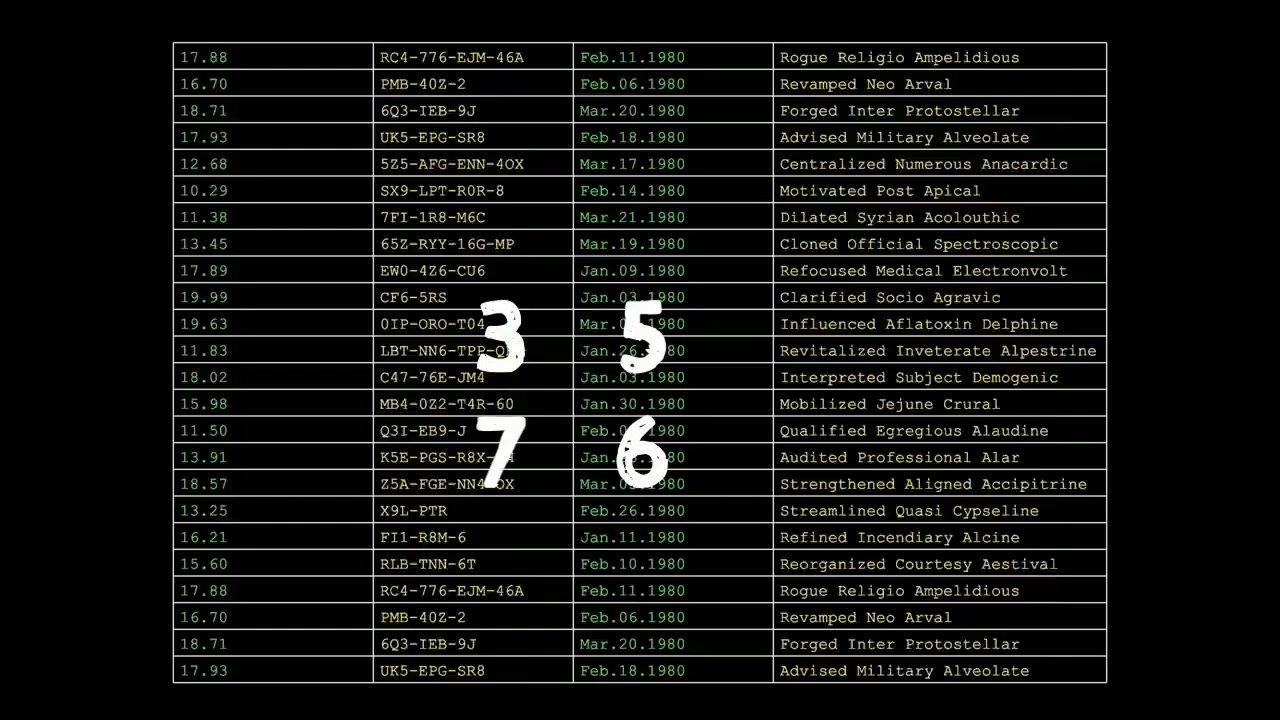 17.88 RC4-776-EJM-46A Feb.11.1980 Rogue Religio Ampelidious
16.70 PMB-40Z-2 Feb.06.1980 Revamped Neo Arval
18.71 6Q3-IEB-9J Mar.20.1980 Forged Inter Protostellar
17.93 UK5-EPG-SR8 Feb.18.1980 Advised Military Alveolate
12.68 5Z5-AFG-ENN-4OX Mar.17.1980 Centralized Numerous Anacardic
10.29 SX9-LPT-R0R-8 Feb.14.1980 Motivated Post Apical
11.38 7FI-1R8-M6C Mar.21.1980 Dilated Syrian Acolouthic
13.45 65Z-RYY-16G-MP Mar.19.1980 Cloned Official Spectroscopic
17.89 EW0-4Z6-CU6 Jan.09.1980 Refocused Medical Electronvolt
19.99 CF6-5RS Jan.03.1980 Clarified Socio Agravic
3 5
19.63 0IP-ORO-T04 Influenced Aflatoxin Delphine
11.83 Jan.26.1980 Revitalized Inveterate Alpestrine
18.02 C47-76E-JM4 Jan.03.1980 Interpreted Subject Demogenic
15.98 MB4-0Z2-T4R-60 Jan.30.1980 Mobilized Jejune Crural
7 6
11.50 Q3I-EB9-J Qualified Egregious Alaudine
13.91 Audited Professional Alar
18.57 Strengthened Aligned Accipitrine
13.25 X9L-PTR Feb.26.1980 Streamlined Quasi Cypseline
16.21 FI1-R8M-6 Jan.11.1980 Refined Incendiary Alcine
15.60 RLB-TNN-6T Feb.10.1980 Reorganized Courtesy Aestival
17.88 RC4-776-EJM-46A Feb.11.1980 Rogue Religio Ampelidious
16.70 PMB-40Z-2 Feb.06.1980 Revamped Neo Arval
18.71 6Q3-IEB-9J Mar.20.1980 Forged Inter Protostellar
17.93 UK5-EPG-SR8 Feb.18.1980 Advised Military Alveolate